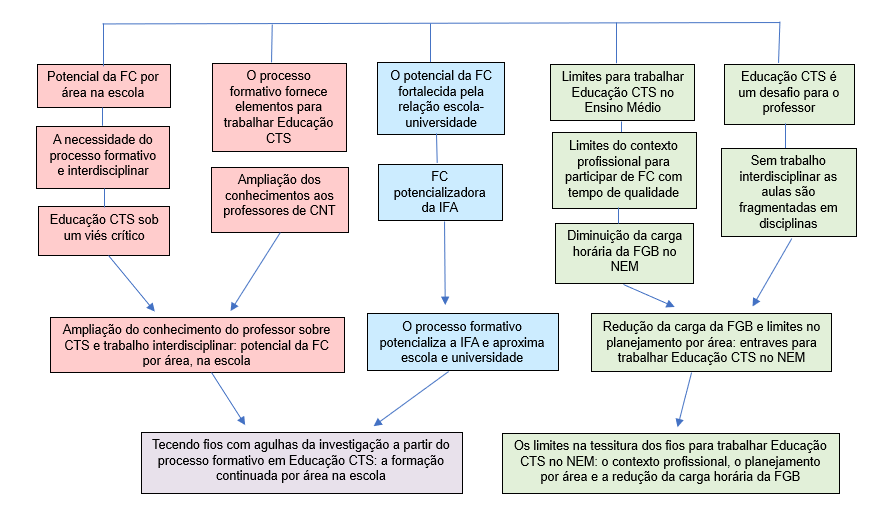 Potencial da FC por
área na escola
O processo
formativo fornece
elementos para
trabalhar Educação
CTS
O potencial da FC
fortalecida pela
relação escola-
universidade
Limites para trabalhar
Educação CTS no
Ensino Médio
Educação CTS é
um desafio para o
professor
A necessidade do
processo formativo
e interdisciplinar
Ampliação dos
conhecimentos aos
professores de CNT
FC
potencializadora
da IFA
Limites do contexto
profissional para
participar de FC com
tempo de qualidade
Sem trabalho
interdisciplinar as
aulas são
fragmentadas em
disciplinas
Educação CTS sob
um viés crítico
Diminuição da carga
horária da FGB no
NEM
Ampliação do conhecimento do professor sobre
CTS e trabalho interdisciplinar: potencial da FC
por área, na escola
O processo formativo
potencializa a IFA e aproxima
escola e universidade
Redução da carga da FGB e limites no
planejamento por área: entraves para
trabalhar Educação CTS no NEM
Tecendo fios com agulhas da investigação a partir do
processo formativo em Educação CTS: a formação
continuada por área na escola
Os limites na tessitura dos fios para trabalhar Educação
CTS no NEM: o contexto profissional, o planejamento
por área e a redução da carga horária da FGB